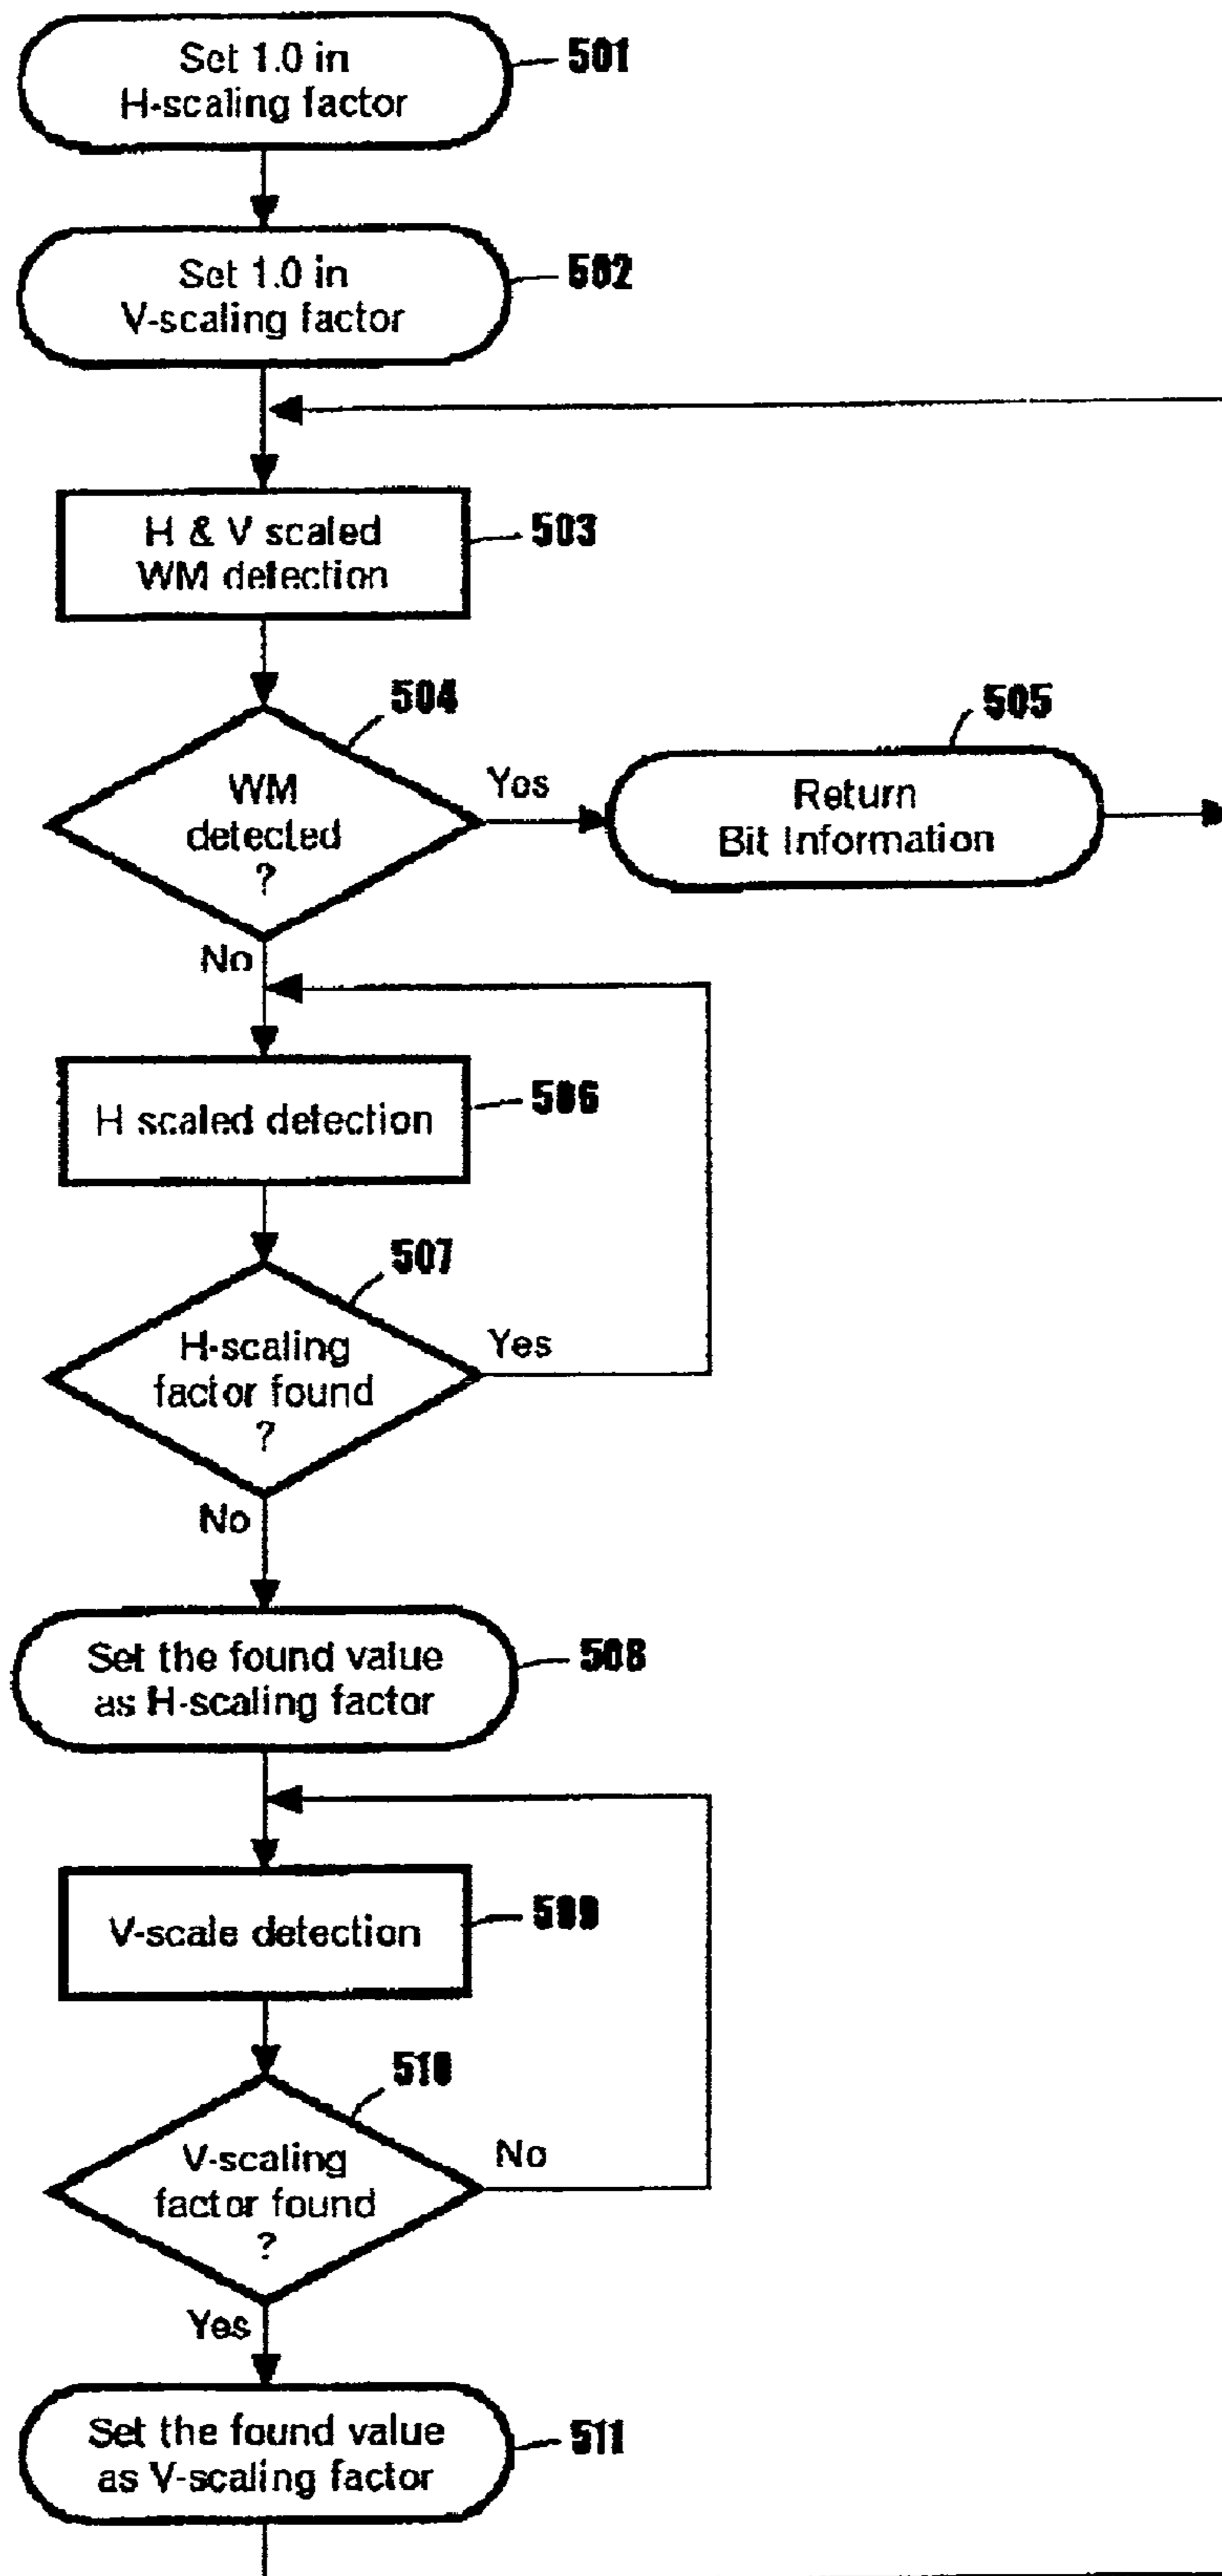 Set 1.0 in
H-scaling factor
501
Set 1.0 in
V-scaling factor
502
H & V scaled
WM detection
503
504
WM
detected
?
Yes
505
Return
Bit Information
No
H scaled detection
506
507
H-scaling
factor found
?
Yes
No
Set the found value
as H-scaling factor
508
V-scale detection
509
510
V-scaling
factor found
?
No
Yes
Set the found value
as V-scaling factor
511